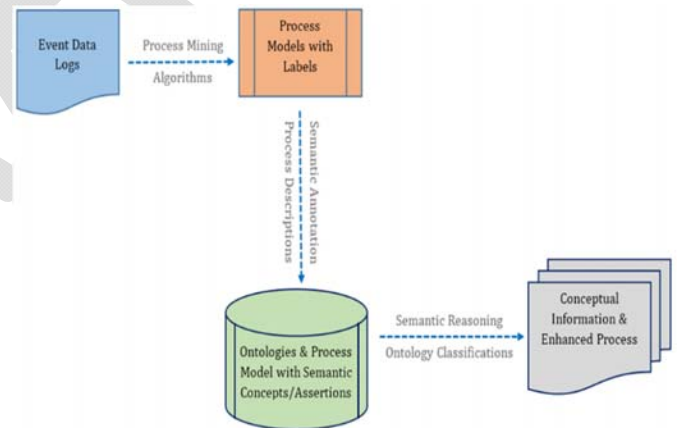 Event Data
Logs
Process Mining
Algorithms
Process
Models with
Labels
Semantic Annotation
Process Descriptions
Ontologies & Process
Model with Semantic
Concepts/Assertions
Semantic Reasoning
Ontology Classifications
Conceptual
Information &
Enhanced Process